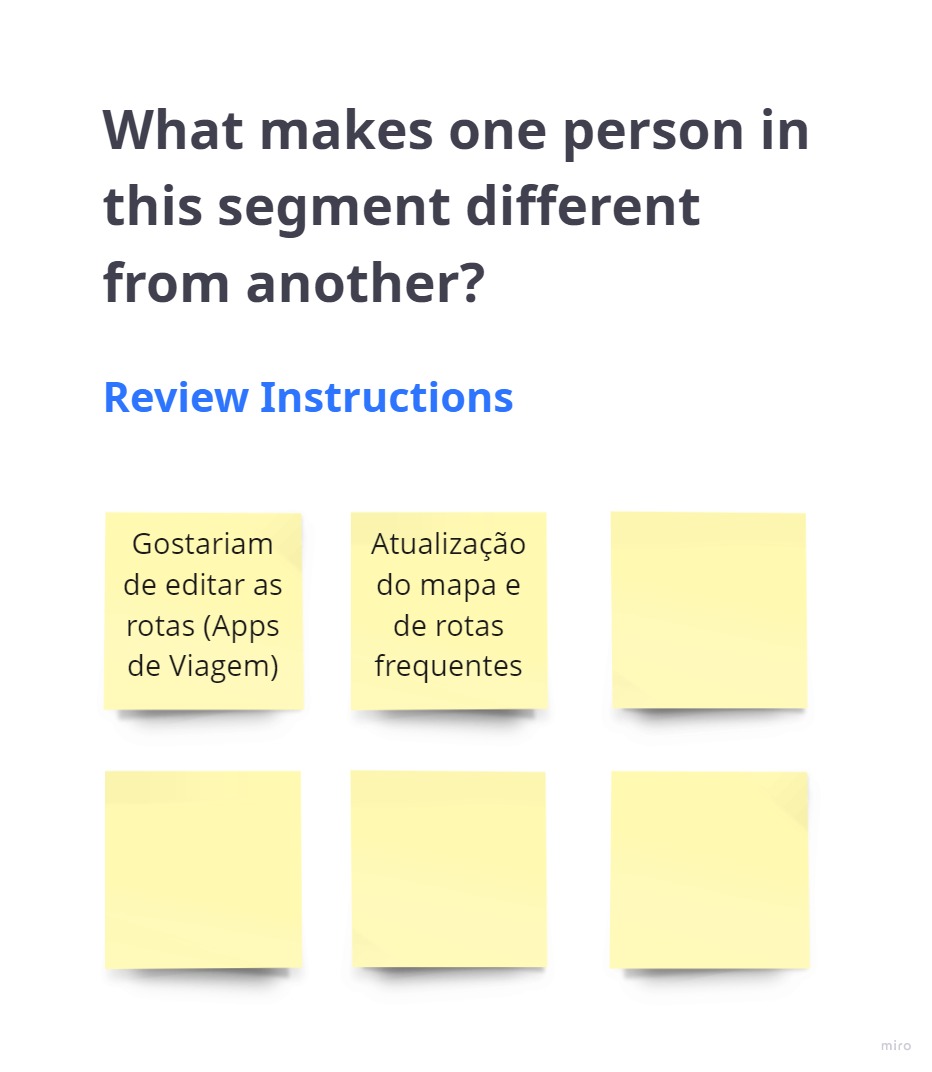 What makes one person in
this segment different
from another?
Review Instructions
Gostariam
de editar as
rotas (Apps
de Viagem)
Atualização
do mapa e
de rotas
frequentes
miro